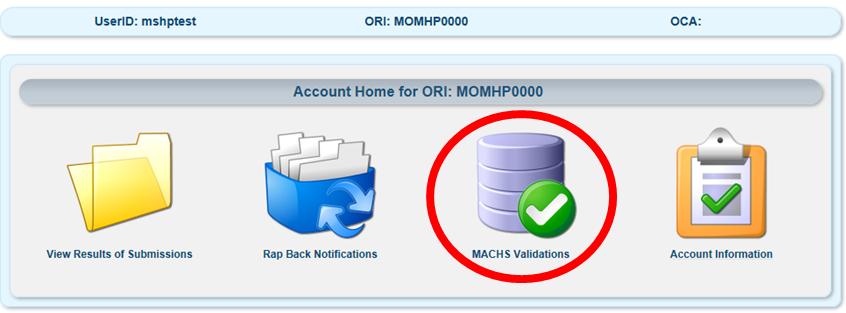 UserID: mshptest ORI: MOMHP0000 OCA:
Account Home for ORI: MOMHP0000
View Results of Submissions Rap Back Notifications MACHS Validations Account Information